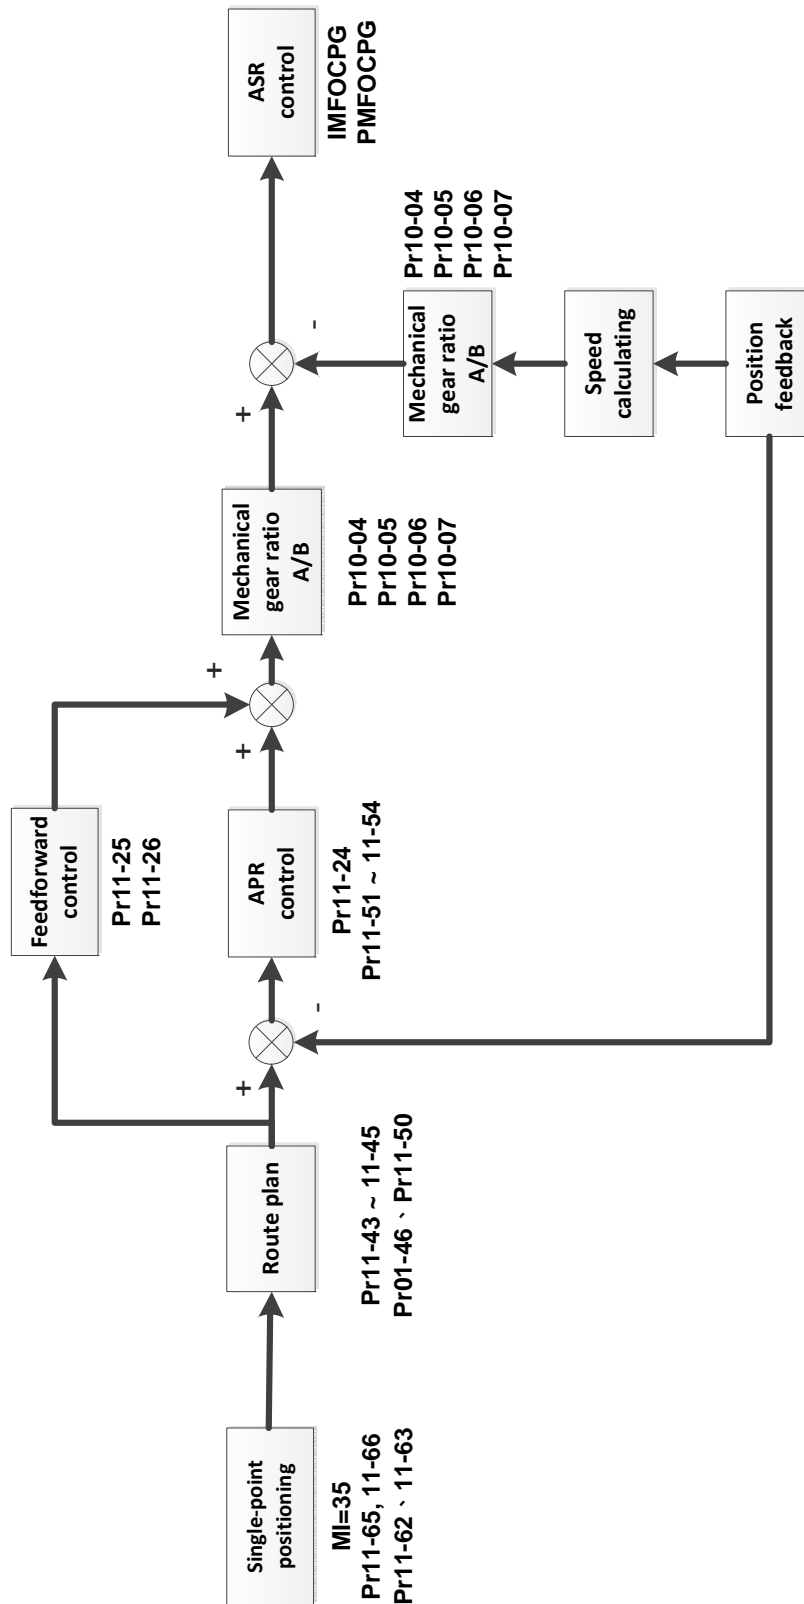 Single-point
positioning
MI=35
Pr11-65, 11-66
Pr11-62、11-63
Route plan
Pr11-43 ~ 11-45
Pr01-46、Pr11-50
+
-
Feedforward
control
Pr11-25
Pr11-26
APR
control
Pr11-24
Pr11-51 ~ 11-54
+
+
Mechanical
gear ratio
A/B
Pr10-04
Pr10-05
Pr10-06
Pr10-07
+
-
ASR
control
IMFOCPG
PMFOCPG
Mechanical
gear ratio
A/B
Pr10-04
Pr10-05
Pr10-06
Pr10-07
Speed
calculating
Position
feedback